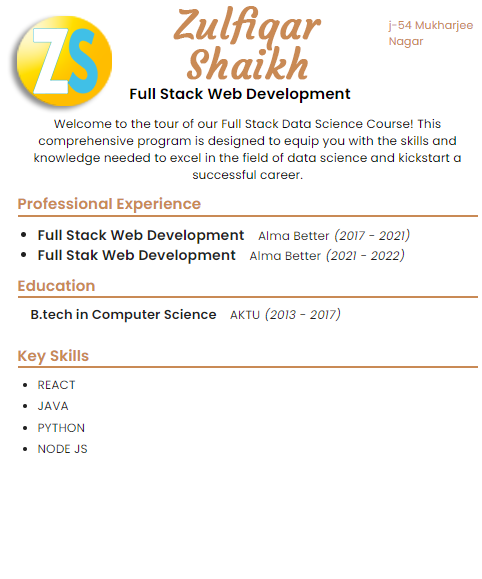 ZS
Zulfiqar
Shaikh
j-54 Mukharjee
Nagar
Full Stack Web Development
Welcome to the tour of our Full Stack Data Science Course! This
comprehensive program is designed to equip you with the skills and
knowledge needed to excel in the field of data science and kickstart a
successful career.
Professional Experience
Full Stack Web Development Alma Better (2017 - 2021)
Full Stak Web Development Alma Better (2021 - 2022)
Education
B.tech in Computer Science AKTU (2013 - 2017)
Key Skills
REACT
JAVA
PYTHON
NODE JS